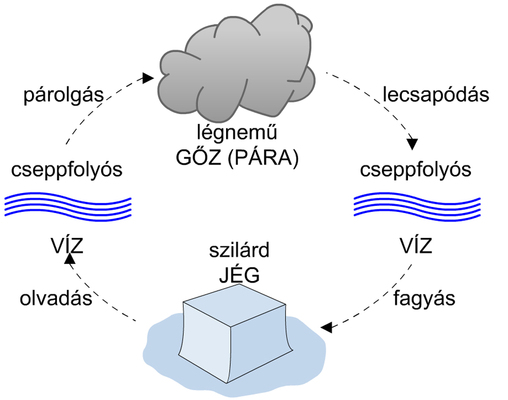 párolgás
lecsapódás
légnemű
GŐZ (PÁRA)
cseppfolyós
cseppfolyós
VÍZ
VÍZ
szilárd
JÉG
olvadás
fagyás